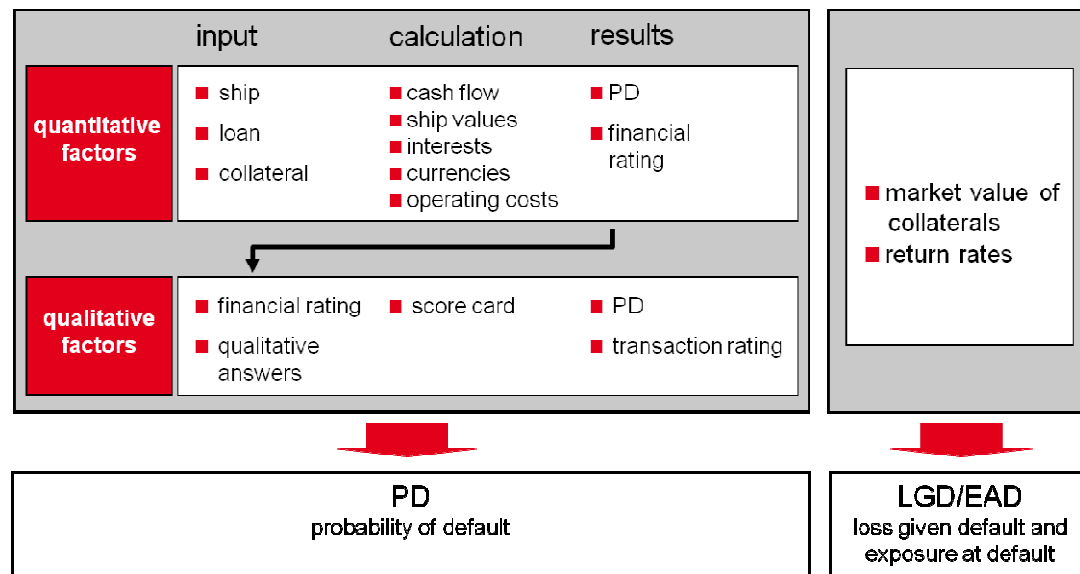 input
calculation
results
quantitative
factors
ship
loan
collateral
cash flow
ship values
interests
currencies
operating costs
PD
financial
rating
qualitative
factors
financial rating
qualitative
answers
score card
PD
transaction rating
market value of
collaterals
return rates
PD
probability of default
LGD/EAD
loss given default and
exposure at default